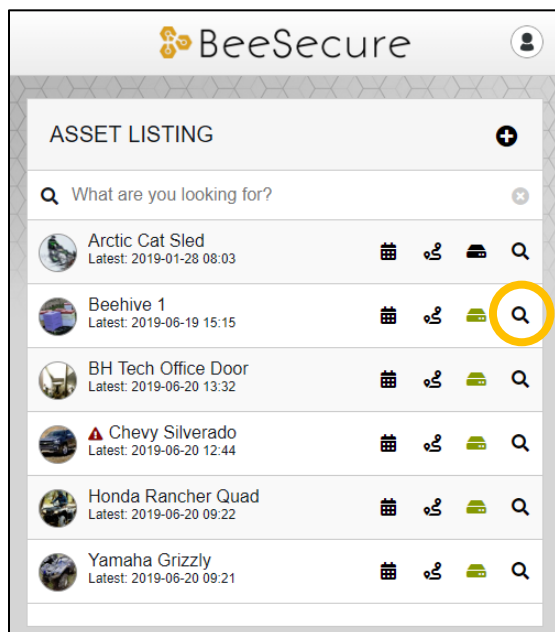 BeeSecure
ASSET LISTING
What are you looking for?
Arctic Cat Sled
Latest: 2019-01-28 08:03
Beehive 1
Latest: 2019-06-19 15:15
BH Tech Office Door
Latest: 2019-06-20 13:32
Chevy Silverado
Latest: 2019-06-20 12:44
Honda Rancher Quad
Latest: 2019-06-20 09:22
Yamaha Grizzly
Latest: 2019-06-20 09:21